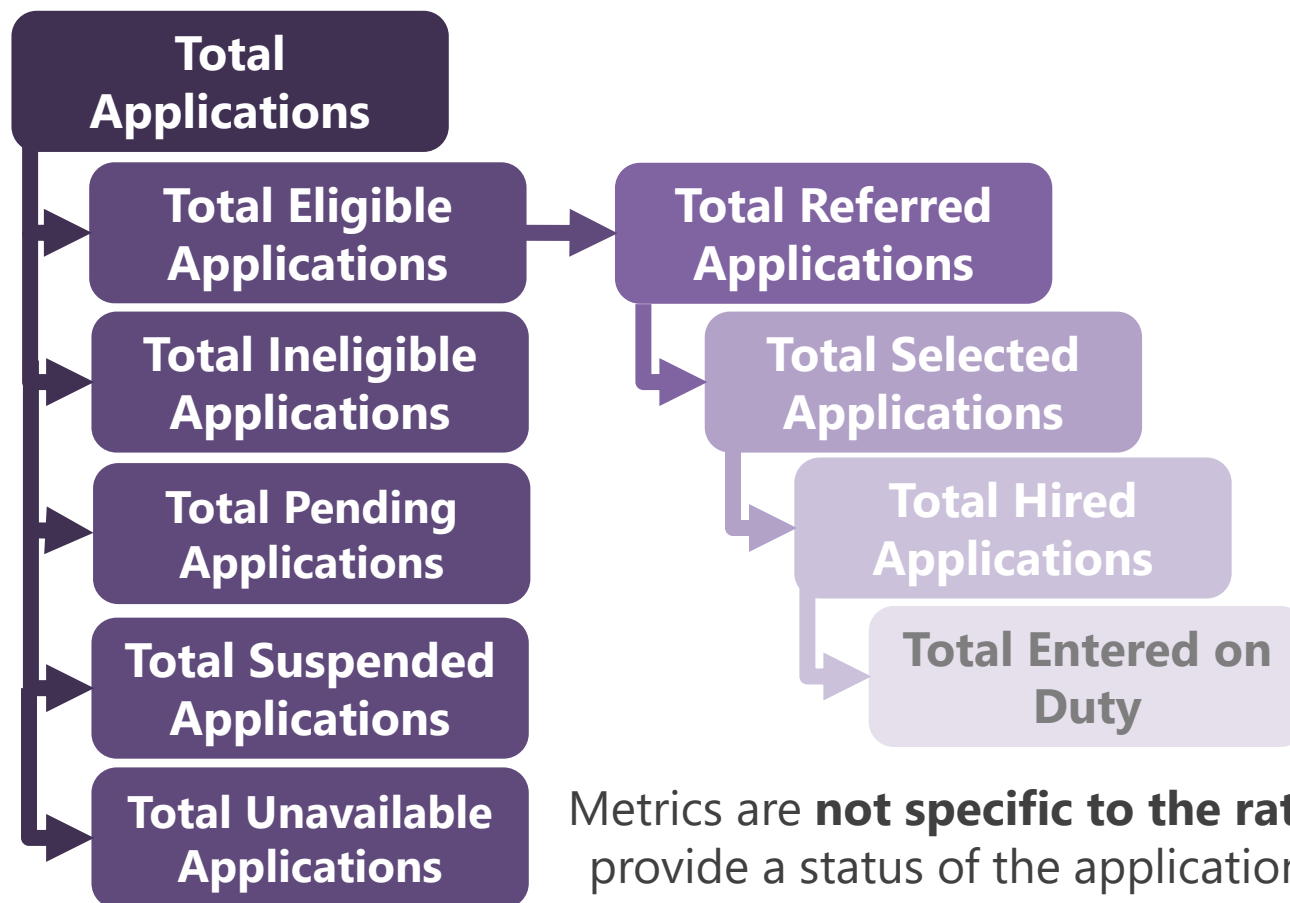 Total
Applications
Total Eligible
Applications
Total Referred
Applications
Total Ineligible
Applications
Total Selected
Applications
Total Pending
Applications
Total Hired
Applications
Total Suspended
Applications
Total Entered on
Duty
Total Unavailable
Applications
Metrics are not specific to the
provide a status of the